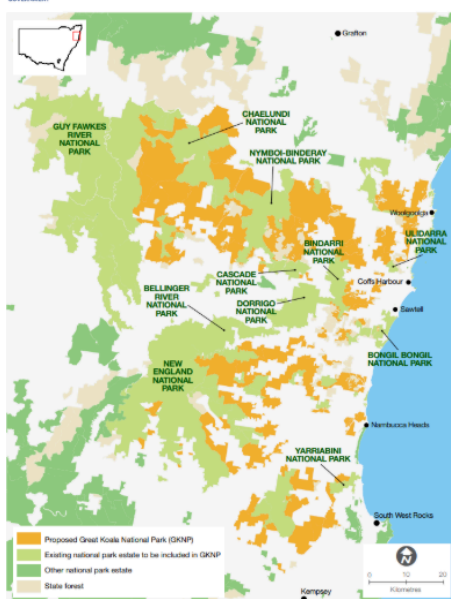 Grafton
CHAELUNDI
NATIONAL
PARK
GUY FAWKES
RIVER
NATIONAL
PARK
NYMBOI-BINDERAY
NATIONAL PARK
Woolgoolga
ULIDARRA
NATIONAL
PARK
BINDARRI
NATIONAL
PARK
CASCADE
NATIONAL
PARK
Coffs Harbour
BELLINGER
RIVER
NATIONAL
PARK
DORRIGO
NATIONAL
PARK
Sawtell
BONGIL BONGIL
NATIONAL PARK
NEW
ENGLAND
NATIONAL
PARK
Nambucca Heads
YARRIABINI
NATIONAL PARK
South West Rocks
Proposed Great Koala National Park (GKNP)
Existing national park estate to be included in GKNP
Other national park estate
State forest
N
0 10 20
Kilometres
Kempsey